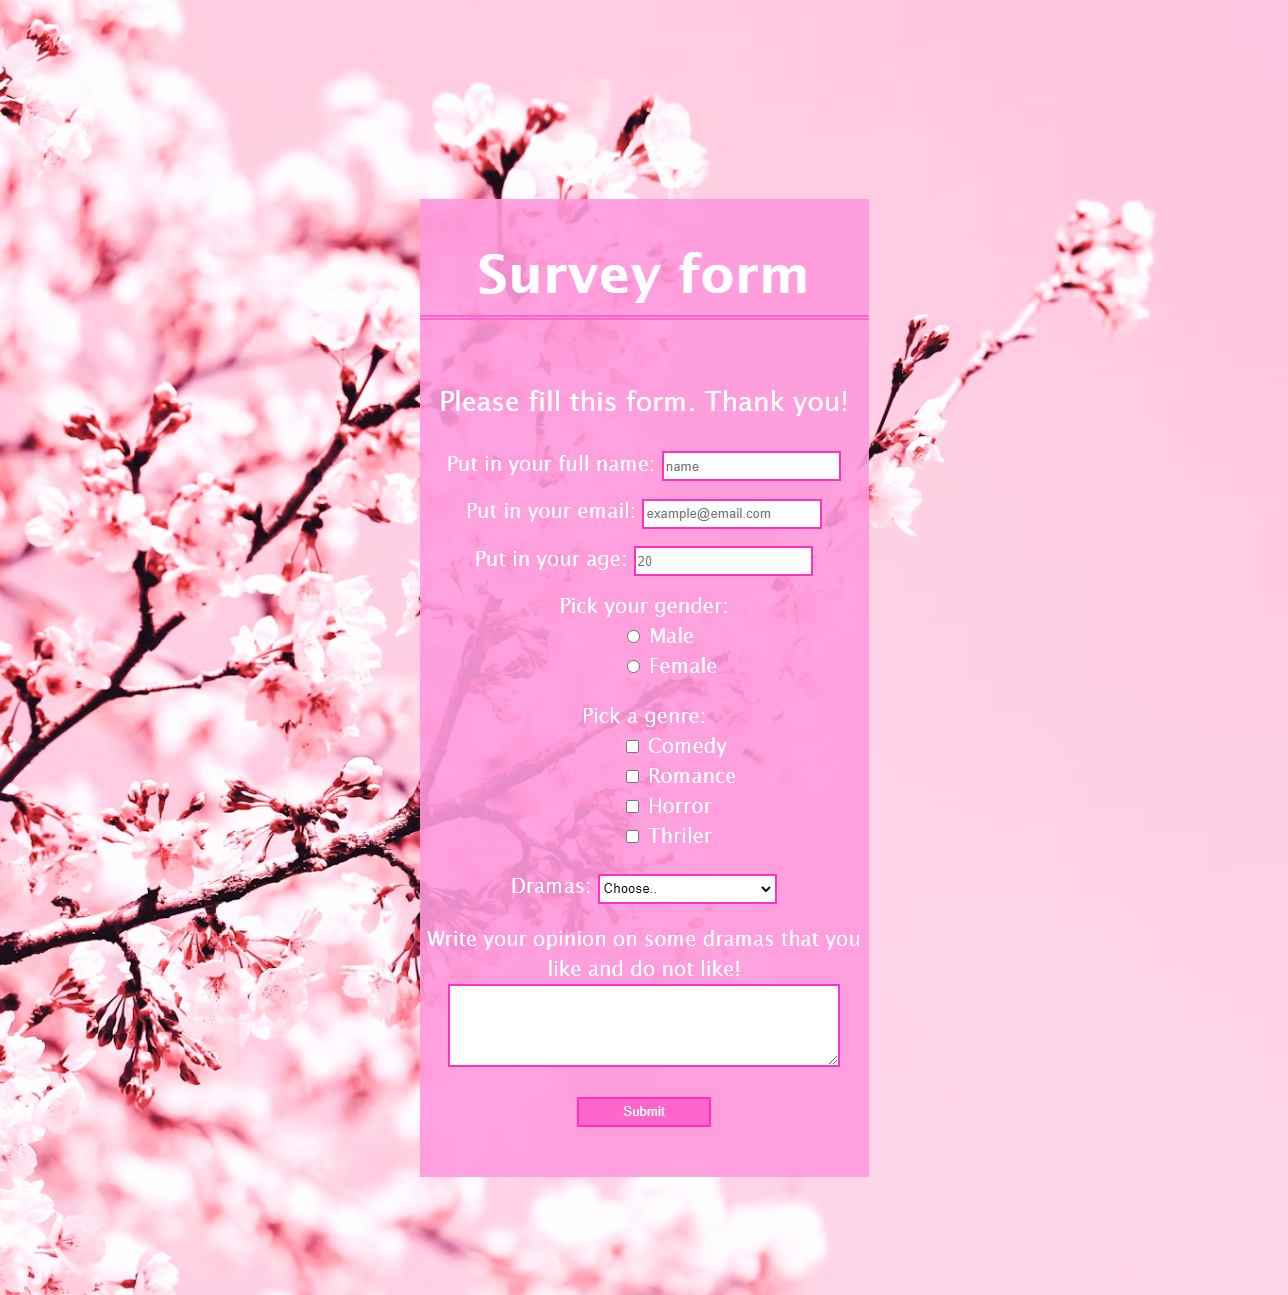 Survey form
Please fill this form. Thank you!
Put in your full name: name
Put in your email: example@email.com
Put in your age: 20
Pick your gender:
Male
Female
Pick a genre:
Comedy
Romance
Horror
Thriler
Dramas: Choose..
Write your opinion on some dramas that you
like and do not like!
Submit